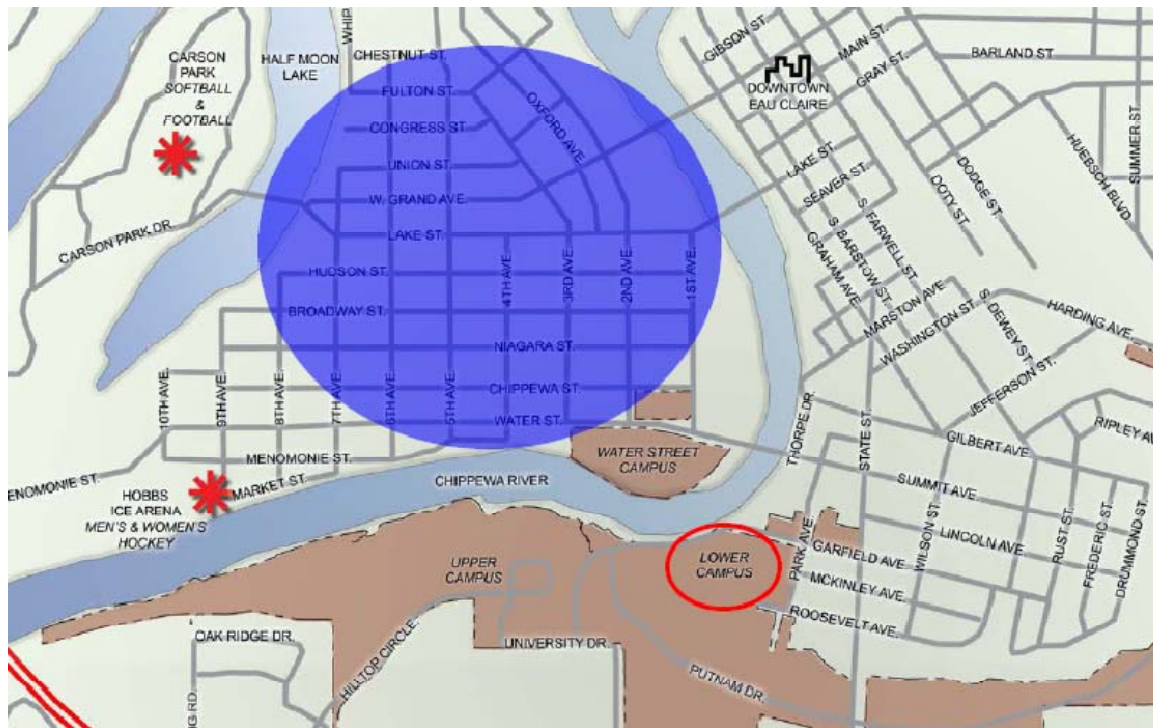 CARSON
PARK
SOFTBALL
&
FOOTBALL
HALF MOON
LAKE
WHIP
CHESTNUT ST.
FULTON ST.
CONGRESS ST.
UNION ST.
W. GRAND AVE.
LAKE ST.
HUDSON ST.
BROADWAY ST.
NIAGARA ST.
CHIPPEWA ST.
WATER ST.
OXFORD AVE.
GIBSON ST.
MAIN ST.
GRAY ST.
BARLAND ST.
DOWNTOWN
EAU CLAIRE
LAKE ST.
SEAVER ST.
DODGE ST.
DOTY ST.
HUEBSCH BLVD.
SUMMER ST.
CARSON PARK DR.
S. FARWELL ST.
S. BARSTOW ST.
GRAHAM AVE.
MARSTON AVE
WASHINGTON ST.
S. DEWEY ST.
HARDING AVE.
JEFFERSON ST.
10TH AVE.
9TH AVE.
8TH AVE.
7TH AVE.
6TH AVE.
5TH AVE.
4TH AVE.
3RD AVE.
2ND AVE.
1ST AVE.
MENOMONIE ST.
ENOMONIE ST.
MARKET ST.
HOBBS
ICE ARENA
MEN'S & WOMEN'S
HOCKEY
CHIPPEWA RIVER
WATER STREET
CAMPUS
THORPE DR.
STATE ST.
GILBERT AVE.
RIPLEY AVE.
SUMMIT AVE.
LINCOLN AVE.
WILSON ST.
RUST ST.
FREDERIC ST.
DRUMMOND ST.
PARK AVE
GARFIELD AVE.
MCKINLEY AVE.
ROOSEVELT AVE.
UPPER
CAMPUS
LOWER
CAMPUS
OAK RIDGE DR.
HILLTOP CIRCLE
UNIVERSITY DR.
PUTNAM DR.
NG RD.